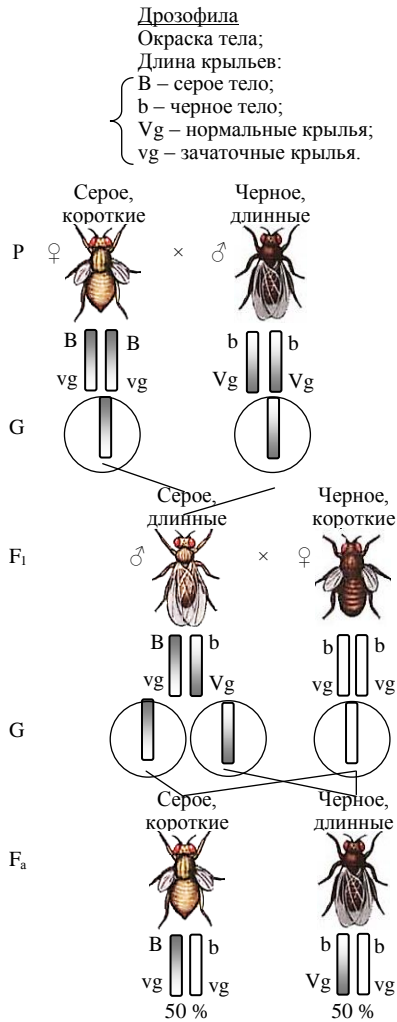 Дрозофила
Окраска тела;
Длина крыльев:
B – серое тело;
b – черное тело;
Vg – нормальные крылья;
vg – зачаточные крылья.
Серое, Черное,
короткие длинные
P ♀ × ♂
B B b b
vg vg Vg Vg
G
Серое, Черное,
длинные короткие
F₁ ♂ × ♀
B b b b
vg Vg vg vg
G
Серое, Черное,
короткие длинные
Fₐ
B b b b
vg vg Vg vg
50 % 50 %